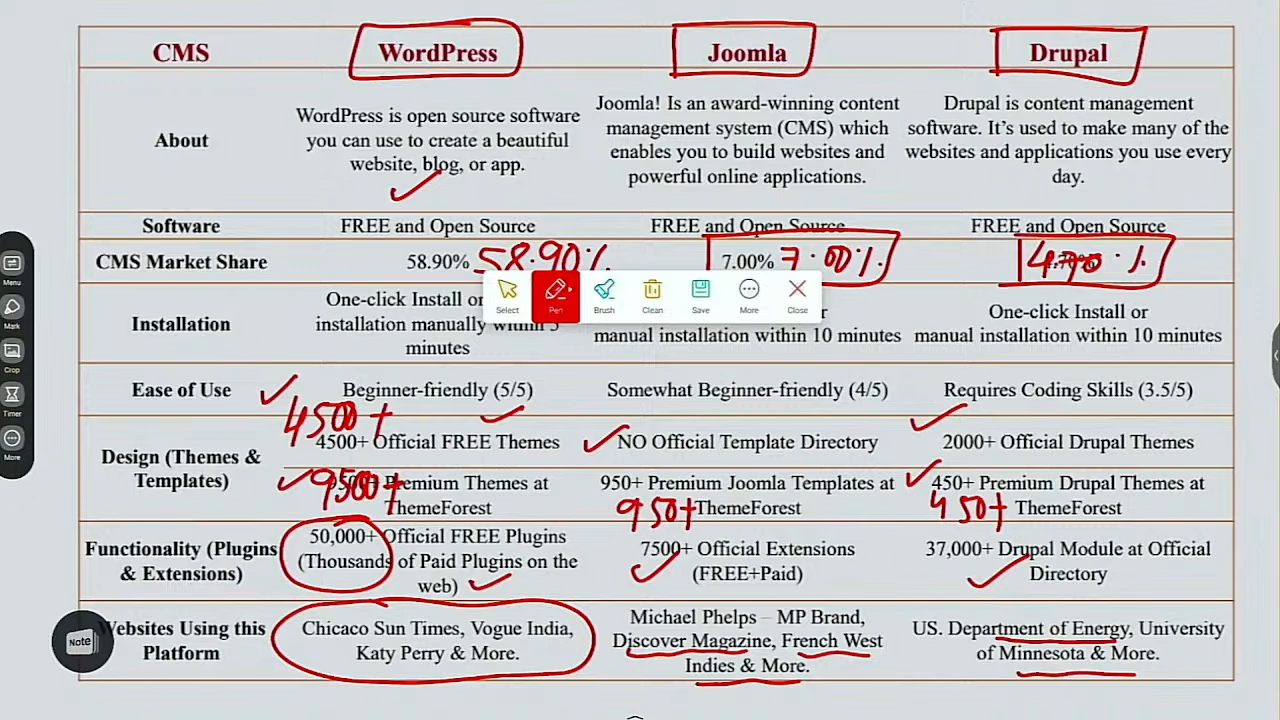 CMS WordPress Joomla Drupal
About
WordPress is open source software
you can use to create a beautiful
website, blog, or app.
Joomla! Is an award-winning content
management system (CMS) which
enables you to build websites and
powerful online applications.
Drupal is content management
software. It’s used to make many of the
websites and applications you use every
day.
Software FREE and Open Source FREE and Open Source FREE and Open Source
CMS Market Share 58.90% 58.90% 7.00% 7.00%
Select Pen Brush Clean Save More Close
Installation
One-click Install or
installation manually within 5
minutes
or
manual installation within 10 minutes
One-click Install or
manual installation within 10 minutes
Ease of Use Beginner-friendly (5/5) Somewhat Beginner-friendly (4/5) Requires Coding Skills (3.5/5)
Design (Themes &
Templates)
4500+
4500+ Official FREE Themes
NO Official Template Directory
2000+ Official Drupal Themes
9500+ Premium Themes at
ThemeForest
950+ Premium Joomla Templates at
950+ ThemeForest
450+ Premium Drupal Themes at
450+ ThemeForest
Functionality (Plugins
& Extensions)
50,000+ Official FREE Plugins
(Thousands of Paid Plugins on the
web)
7500+ Official Extensions
(FREE+Paid)
37,000+ Drupal Module at Official
Directory
Websites Using this
Platform
Chicaco Sun Times, Vogue India,
Katy Perry & More.
Michael Phelps – MP Brand,
Discover Magazine, French West
Indies & More.
US. Department of Energy, University
of Minnesota & More.
Menu
Mark
Crop
Timer
More
Note